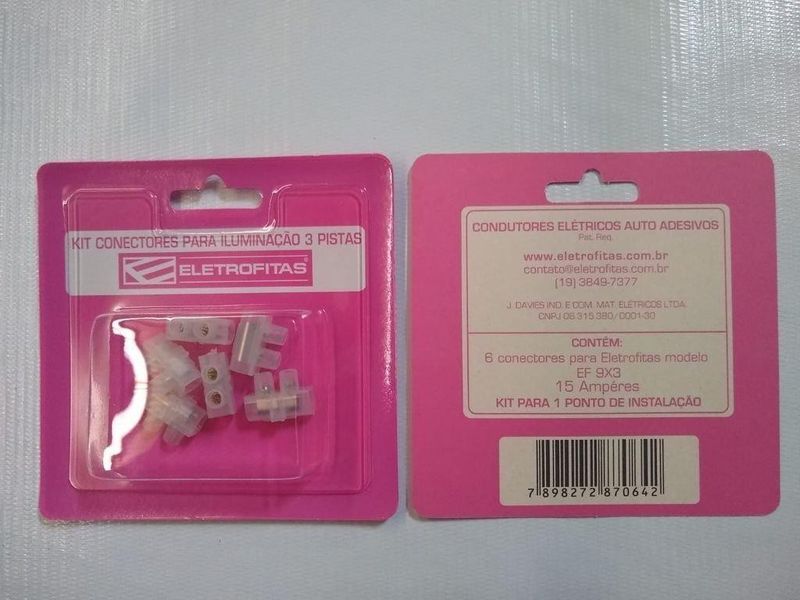 KIT CONECTORES PARA ILUMINAÇÃO 3 PISTAS
ELETROFITAS®
CONDUTORES ELÉTRICOS AUTO ADESIVOS
Pat. Req.
www.eletrofitas.com.br
contato@eletrofitas.com.br
(19) 3849-7377
J. DAVIES IND. E COM. MAT. ELÉTRICOS LTDA.
CNPJ 06.315.380/0001-30
CONTÉM:
6 conectores para Eletrofitas modelo
EF 9X3
15 Ampéres
KIT PARA 1 PONTO DE INSTALAÇÃO
7 898272 870642